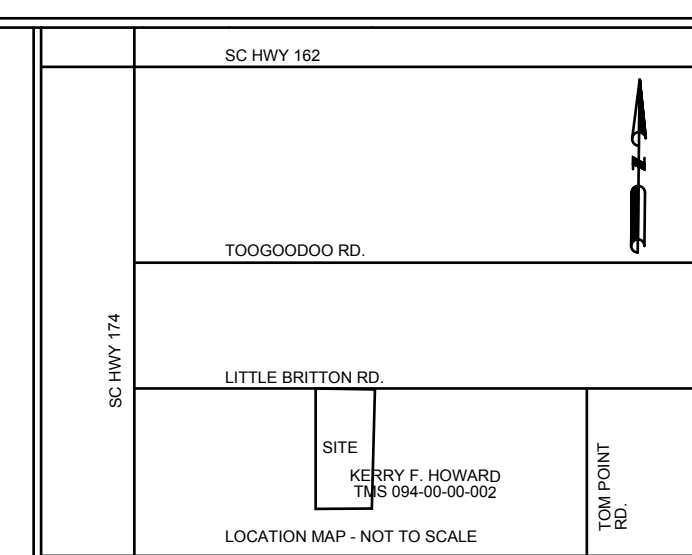 SC HWY 162
N
TOOGOODOO RD.
SC HWY 174
LITTLE BRITTON RD.
SITE
KERRY F. HOWARD
TMS 094-00-00-002
TOM POINT
RD.
LOCATION MAP - NOT TO SCALE